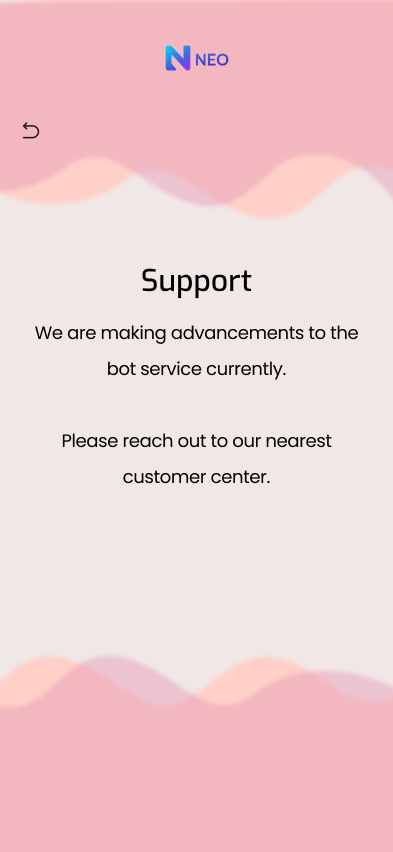 NEO
Support
We are making advancements to the
bot service currently.
Please reach out to our nearest
customer center.